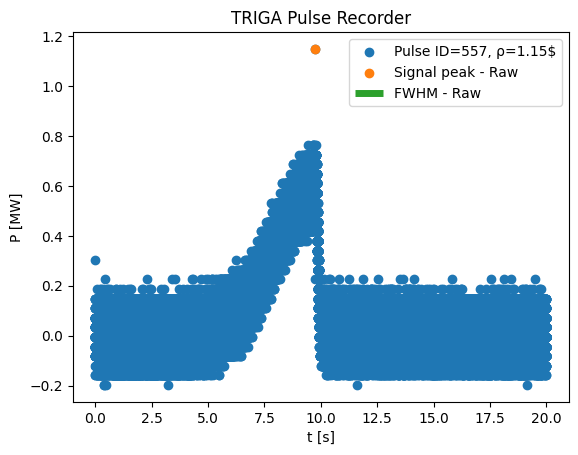 TRIGA Pulse Recorder
Pulse ID=557, ρ=1.15$
Signal peak - Raw
FWHM - Raw
P [MW]
1.2
1.0
0.8
0.6
0.4
0.2
0.0
−0.2
0.0 2.5 5.0 7.5 10.0 12.5 15.0 17.5 20.0
t [s]